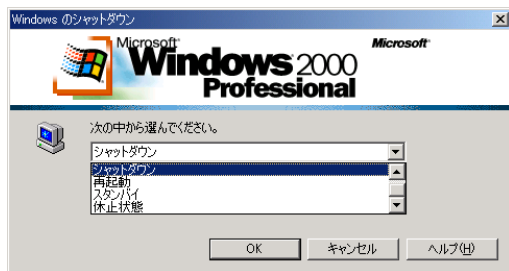 Windows のシャットダウン
Microsoft
Microsoft
Windows 2000
Professional
次の中から選んでください。
シャットダウン
シャットダウン
再起動
スタンバイ
休止状態
OK
キャンセル
ヘルプ(H)